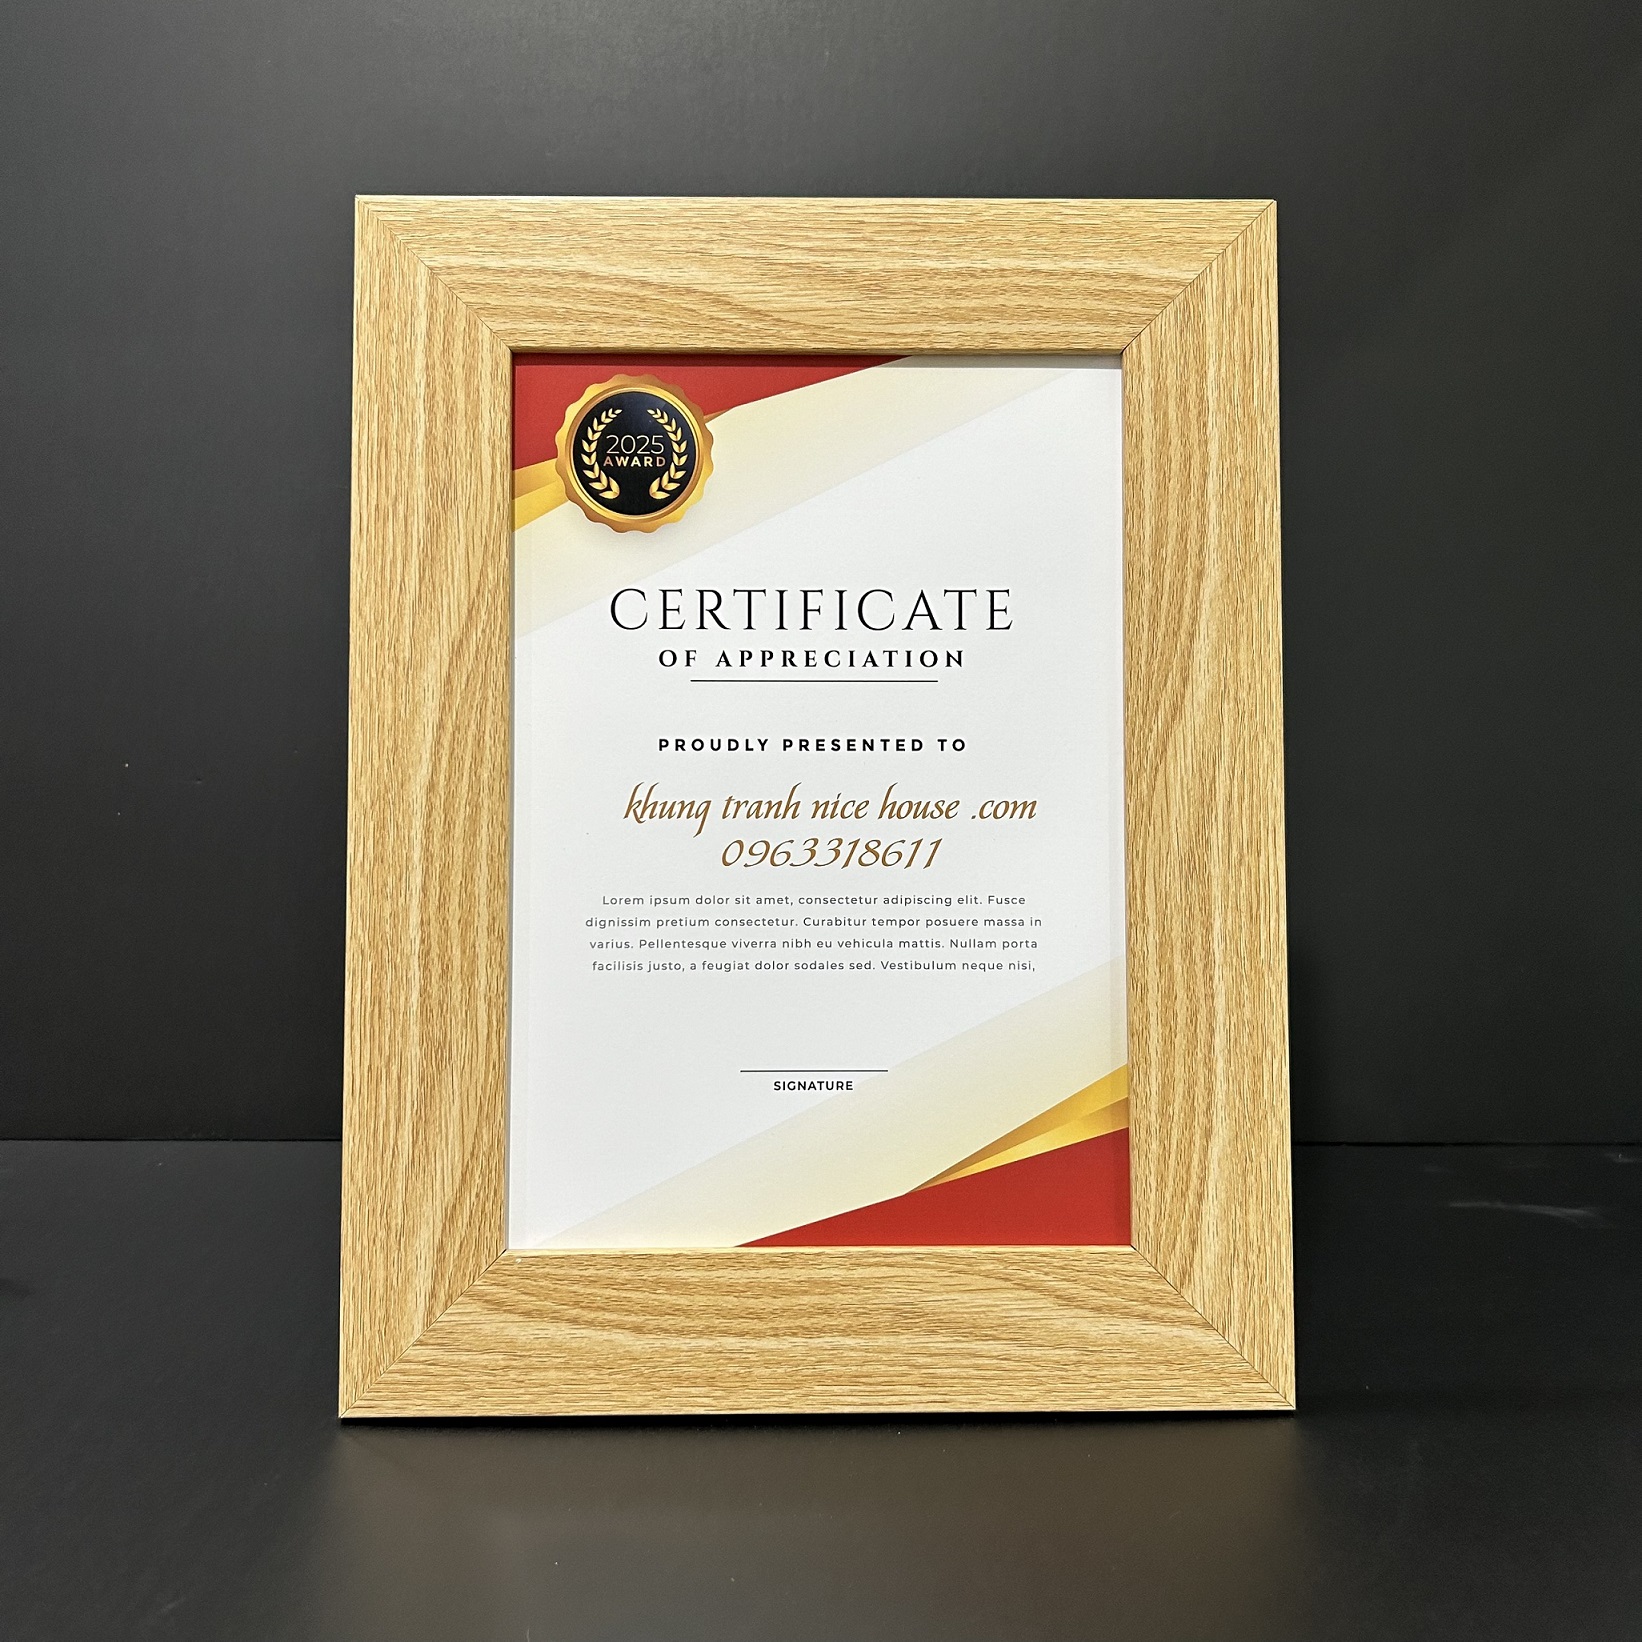 2025
AWARD
CERTIFICATE
OF APPRECIATION
PROUDLY PRESENTED TO
khung tranh nice house .com
0963318611
Lorem ipsum dolor sit amet, consectetur adipiscing elit. Fusce
dignissim pretium consectetur. Curabitur tempor posuere massa in
varius. Pellentesque viverra nibh eu vehicula mattis. Nullam porta
facilisis justo, a feugiat dolor sodales sed. Vestibulum neque nisi,
SIGNATURE